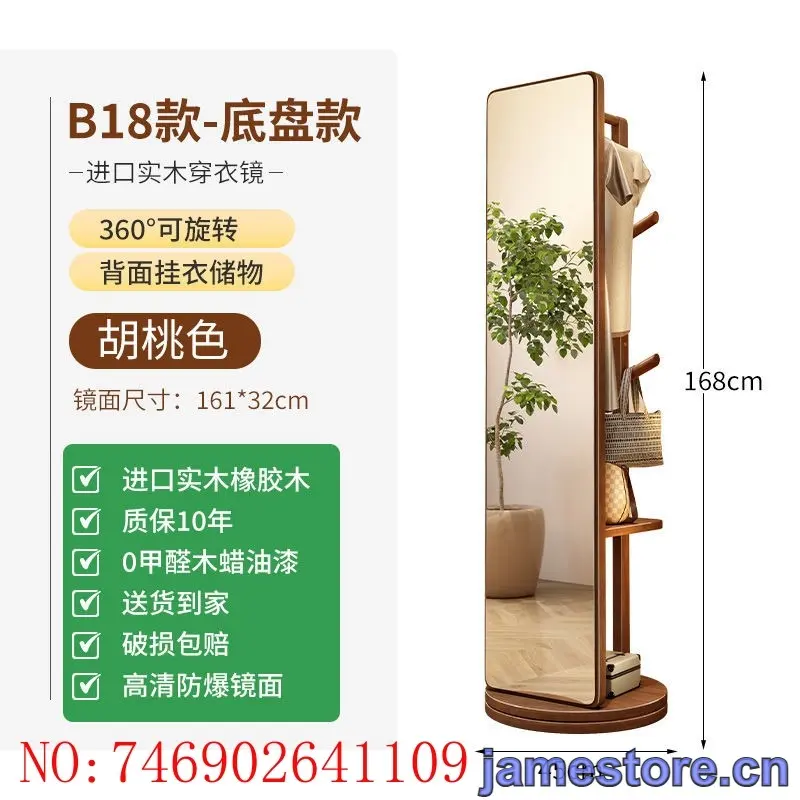 B18款-底盘款
-进口实木穿衣镜-
360°可旋转
背面挂衣储物
胡桃色
镜面尺寸：161*32cm
进口实木橡胶木
质保10年
0甲醛木蜡油漆
送货到家
破损包赔
高清防爆镜面
168cm
NO:746902641109
jamestore.cn